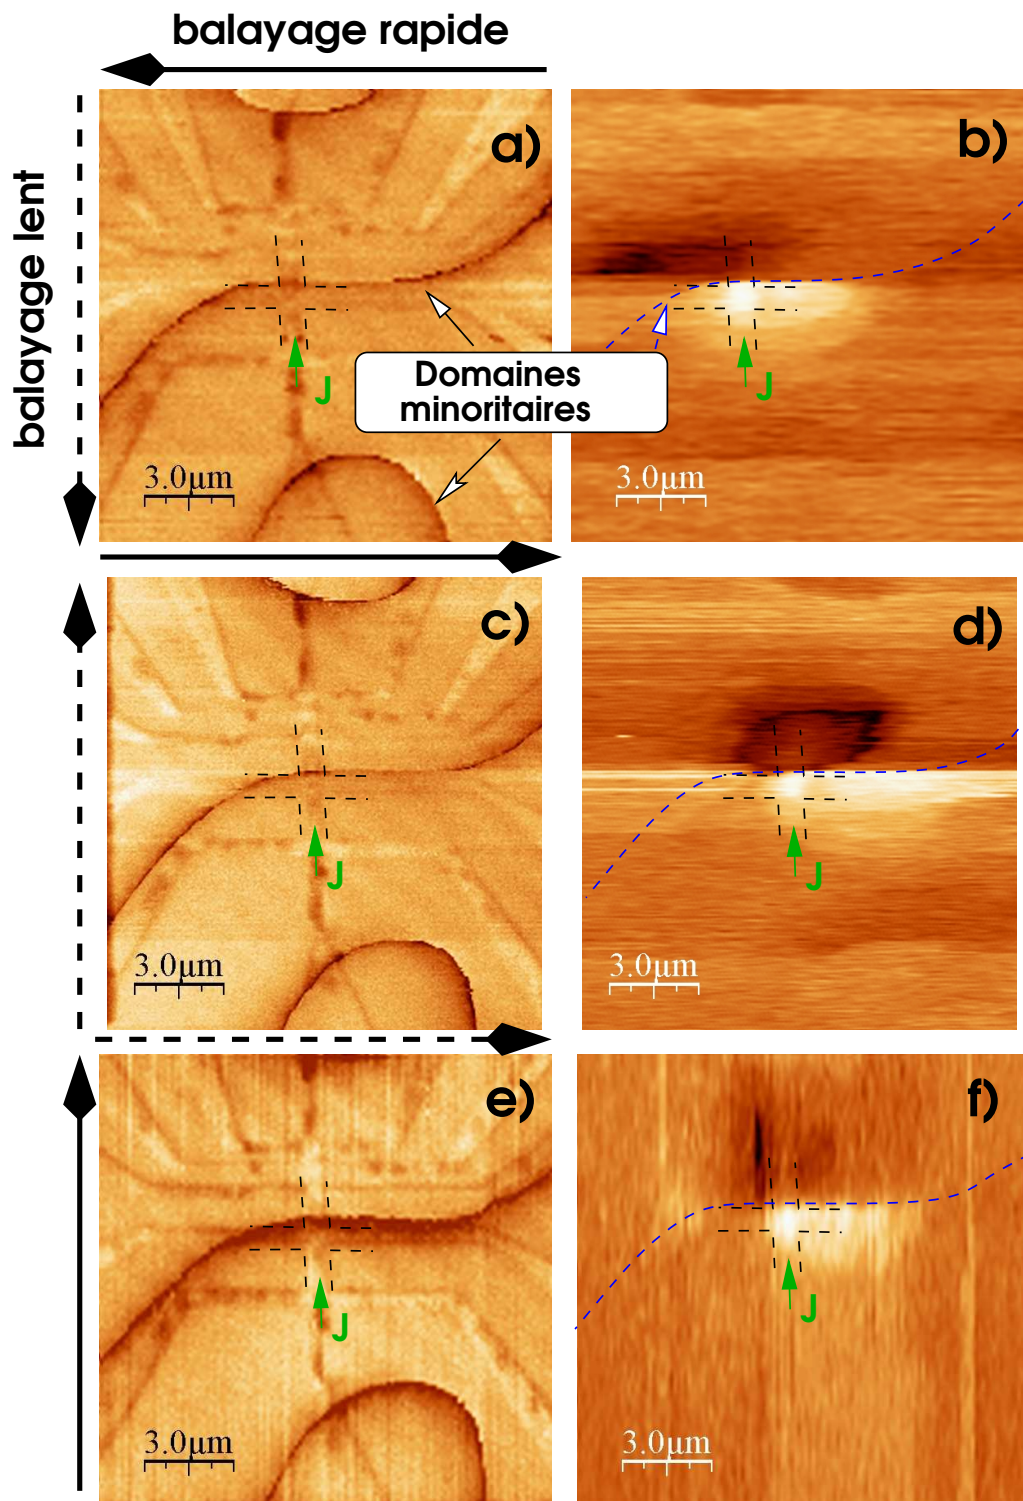 balayage rapide
balayage lent
a)
b)
J
J
Domaines
minoritaires
3.0µm
3.0µm
c)
d)
J
J
3.0µm
3.0µm
e)
f)
J
J
3.0µm
3.0µm